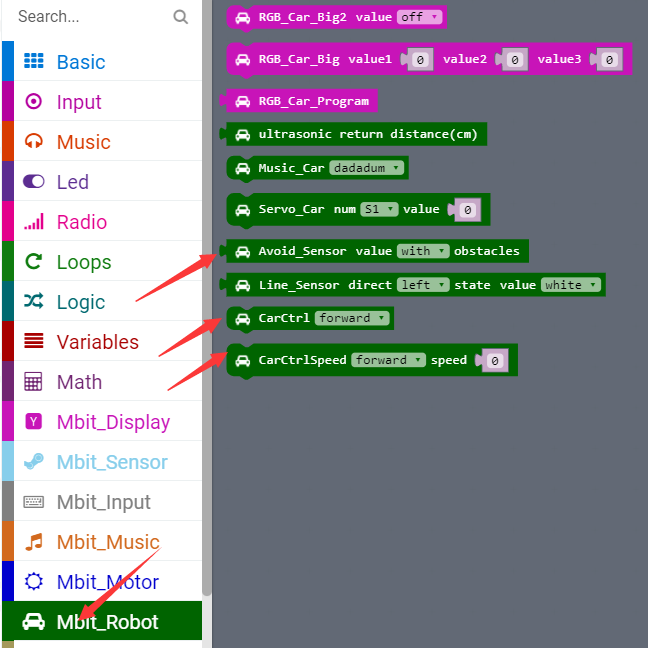 Search...
Basic
Input
Music
Led
Radio
Loops
Logic
Variables
Math
Mbit_Display
Mbit_Sensor
Mbit_Input
Mbit_Music
Mbit_Motor
Mbit_Robot
RGB_Car_Big2 value off
RGB_Car_Big value1 0 value2 0 value3 0
RGB_Car_Program
ultrasonic return distance(cm)
Music_Car dadadum
Servo_Car num S1 value 0
Avoid_Sensor value with obstacles
Line_Sensor direct left state value white
CarCtrl forward
CarCtrlSpeed forward speed 0